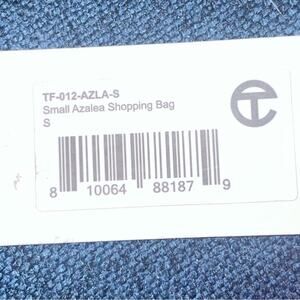 TF-012-AZLA-S
Small Azalea Shopping Bag
S
8 10064 88187 9